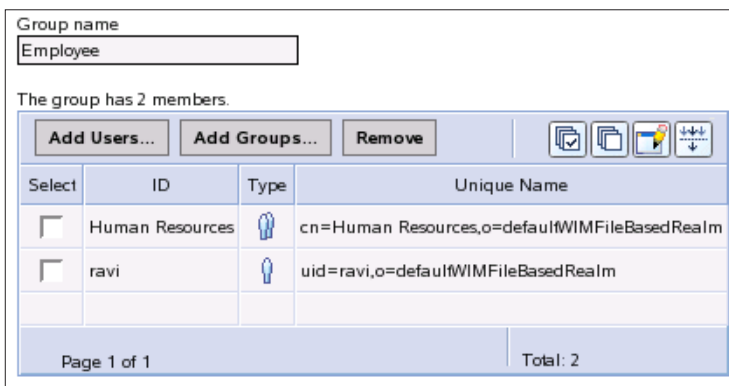 Group name
Employee
The group has 2 members.
Add Users... Add Groups... Remove
Select ID Type Unique Name
Human Resources cn=Human Resources,o=defaultWIMFileBasedRealm
ravi uid=ravi,o=defaultWIMFileBasedRealm
Page 1 of 1 Total: 2